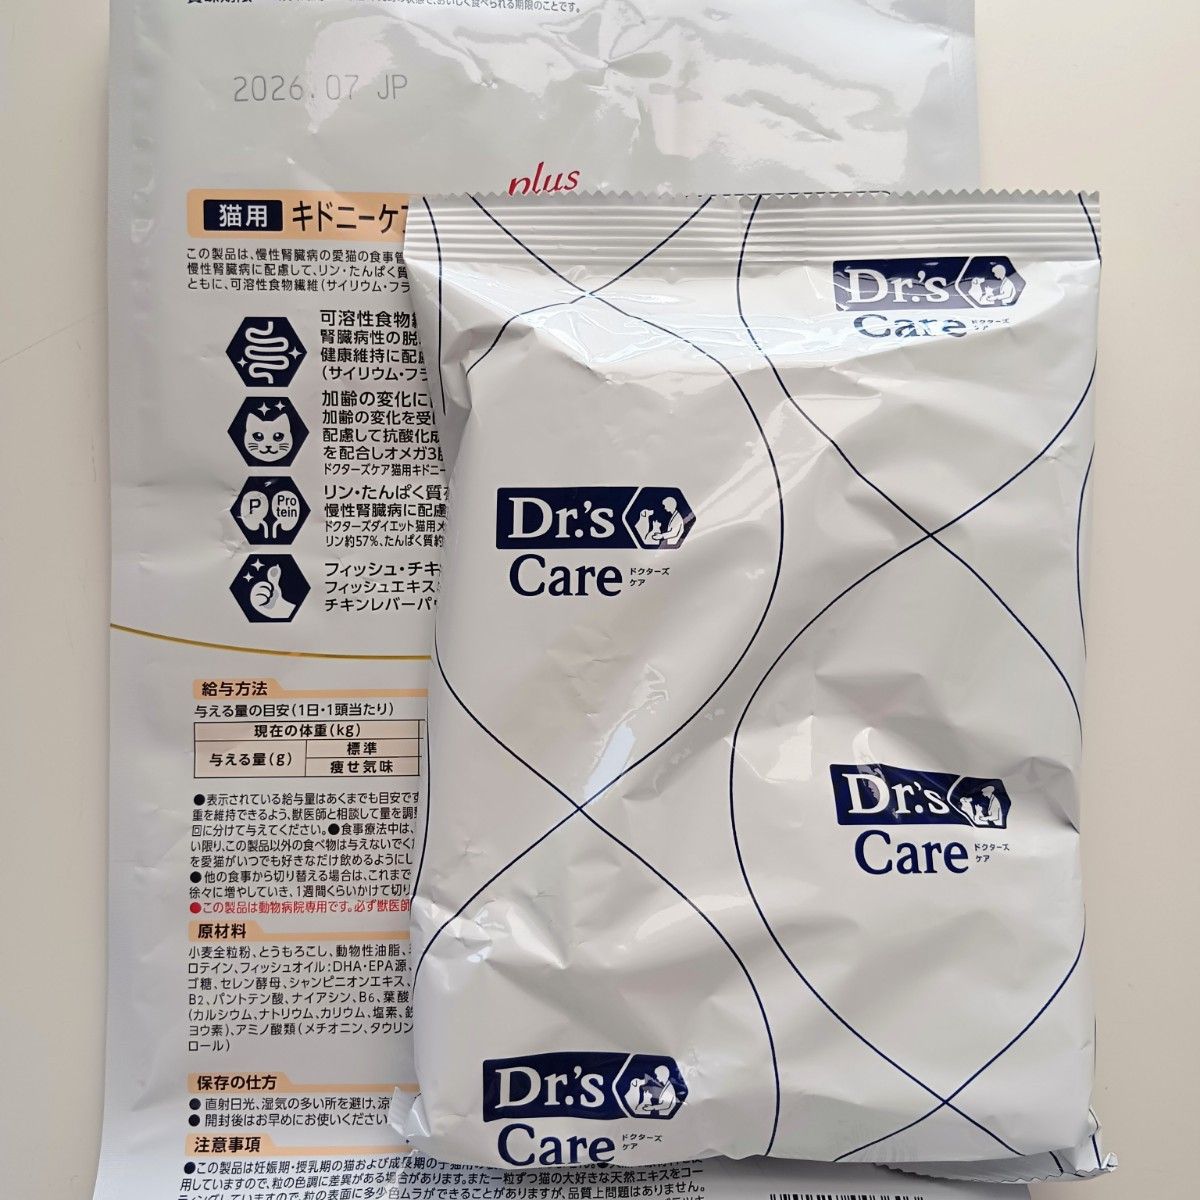 られる期限のことです。
2026.07 JP
plus
猫用 キドニーケア
この製品は、慢性腎臓病の愛猫の食事管
慢性腎臓病に配慮して、リン・たんぱく質
ともに、可溶性食物繊維(サイリウム・フラ
可溶性食物繊
腎臓病性の脱
健康維持に配慮
(サイリウム・フラ
加齢の変化に
加齢の変化を受
配慮して抗酸化成
を配合しオメガ3脂
ドクターズケア猫用キドニー
P Pro
tein
リン・たんぱく質
慢性腎臓病に配慮
ドクターズダイエット猫用メ
リン約57%、たんぱく質約
フィッシュ・チキ
フィッシュエキス
チキンレバーパウ
給与方法
与える量の目安(1日・1頭当たり)
現在の体重(kg)
与える量(g)
標準
痩せ気味
●表示されている給与量はあくまでも目安です
重を維持できるよう、獣医師と相談して量を調整
回に分けて与えてください。●食事療法中は、
い限り、この製品以外の食べ物は与えないでく
を愛猫がいつでも好きなだけ飲めるようにし
●他の食事から切り替える場合は、これまで
徐々に増やしていき、1週間くらいかけて切り
●この製品は動物病院専用です。必ず獣医師
原材料
小麦全粒粉、とうもろこし、動物性油脂、
ロテイン、フィッシュオイル:DHA・EPA源、
ゴ糖、セレン酵母、シャンピニオンエキス、
B2、パントテン酸、ナイアシン、B6、葉酸
(カルシウム、ナトリウム、カリウム、塩素、鉄
ヨウ素)、アミノ酸類(メチオニン、タウリン
ロール)
保存の仕方
● 直射日光、湿気の多い所を避け、涼
● 開封後はお早めにお使いください
注意事項
●この製品は妊娠期・授乳期の猫および成長期の子猫用
用していますので、粒の色調に差異がある場合があります。また一粒ずつ猫の大好きな天然エキスをコー
ティングしていますので、粒の表面に多少色ムラができることがありますが、品質上問題はありません。
Dr.'s
Care ドクターズ
ケア
Dr.'s
Care ドクターズ
ケア
Dr.'s
Care ドクターズ
ケア
Dr.'s
Care ドクターズ
ケア